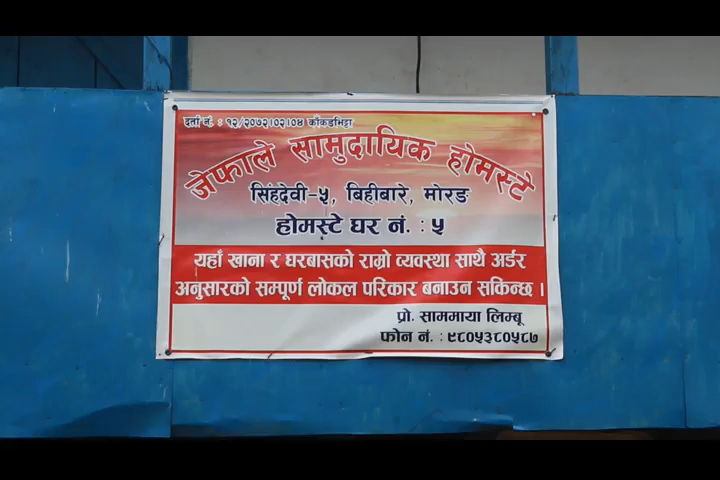 दर्ता नं. : १२/२०७२।०२।०४ काँकडभिट्टा
जेफाले सामुदायिक होमस्टे
सिंहदेवी-५, बिहीबारे, मोरङ
होमस्टे घर नं. : ५
यहाँ खाना र घरबासको राम्रो व्यवस्था साथै अर्डर
अनुसारको सम्पूर्ण लोकल परिकार बनाउन सकिन्छ ।
प्रो. साममाया लिम्बू
फोन नं. : ९८०५३८०५८७